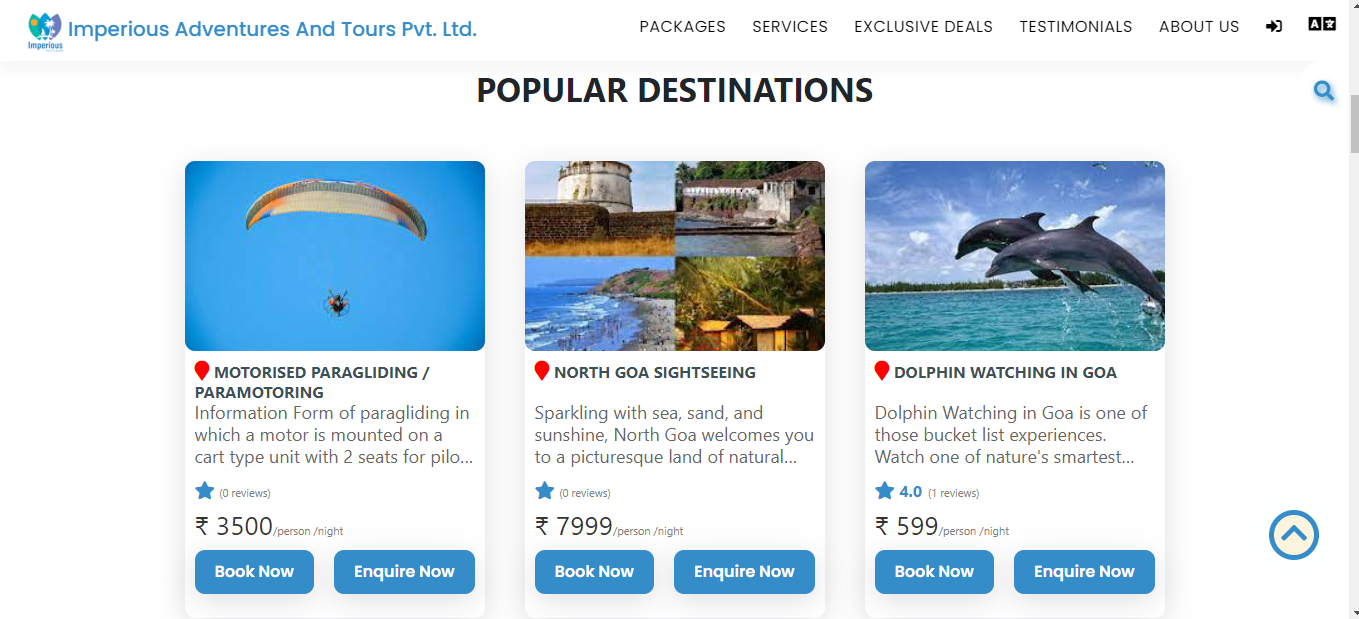 Imperious
Imperious Adventures And Tours Pvt. Ltd.
PACKAGES
SERVICES
EXCLUSIVE DEALS
TESTIMONIALS
ABOUT US
A
POPULAR DESTINATIONS
MOTORISED PARAGLIDING /
PARAMOTORING
Information Form of paragliding in
which a motor is mounted on a
cart type unit with 2 seats for pilo...
(0 reviews)
₹ 3500/person /night
Book Now
Enquire Now
NORTH GOA SIGHTSEEING
Sparkling with sea, sand, and
sunshine, North Goa welcomes you
to a picturesque land of natural...
(0 reviews)
₹ 7999/person /night
Book Now
Enquire Now
DOLPHIN WATCHING IN GOA
Dolphin Watching in Goa is one of
those bucket list experiences.
Watch one of nature's smartest...
4.0 (1 reviews)
₹ 599/person /night
Book Now
Enquire Now